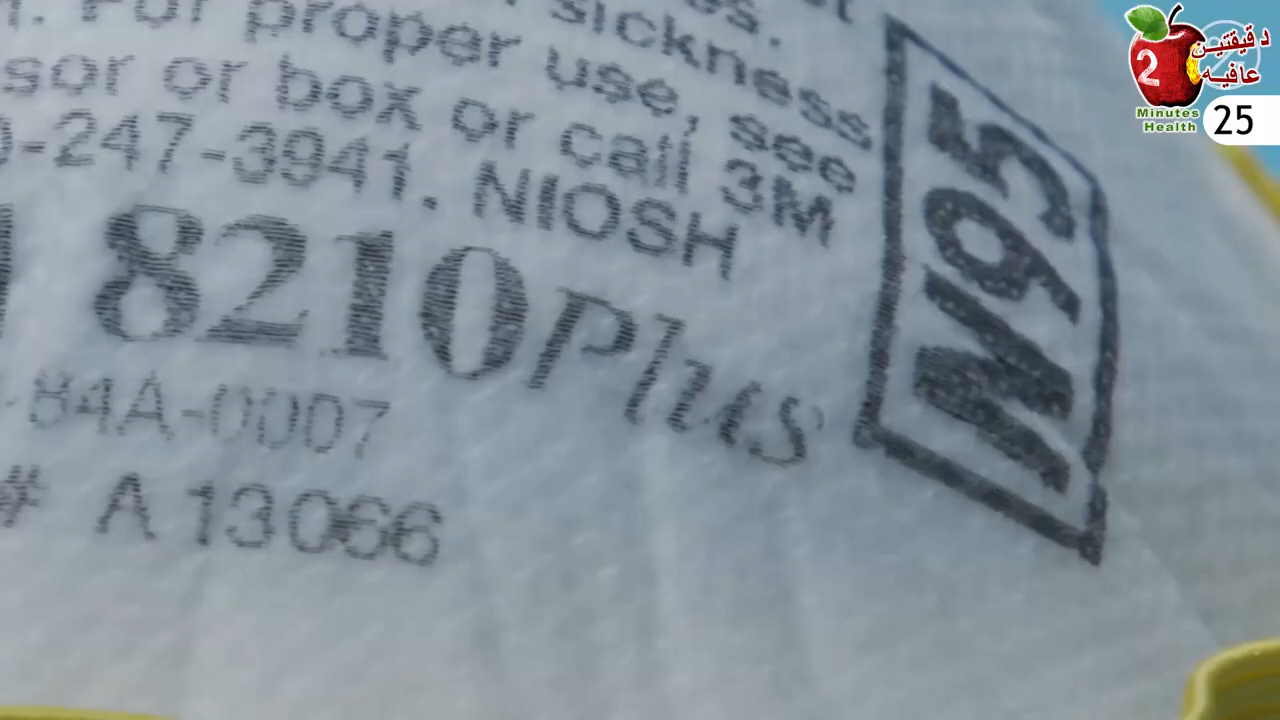 For proper
sickness
sor or box or call 3M
use, see
-247-3941. NIOSH
8210Plus
N95
-84A-0007
# A13066
دقيقتين
عافيه
2
Minutes
Health
25